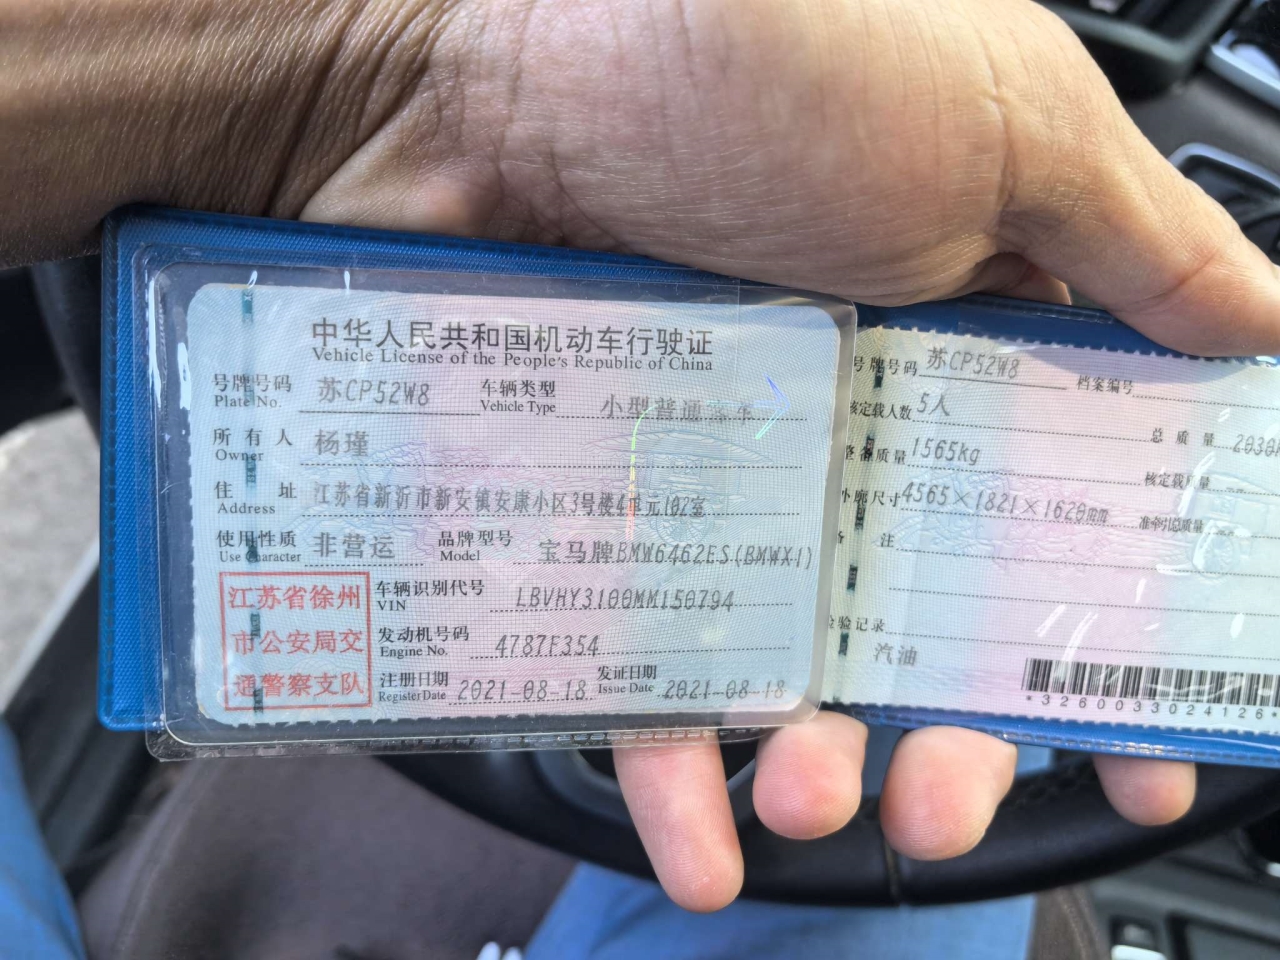 中华人民共和国机动车行驶证
Vehicle License of the People's Republic of China
号牌号码 苏CP52W8 车辆类型 小型普通客车
Plate No. Vehicle Type
所有人 杨瑾
Owner
住址 江苏省新沂市新安镇安康小区3号楼4单元102室
Address
使用性质 非营运 品牌型号 宝马牌BMW6462ES(BMWX1)
Use Character Model
江苏省徐州
市公安局交
通警察支队
车辆识别代号 LBVHY3100MM150794
VIN
发动机号码 4787F354
Engine No.
注册日期 2021-08-18 发证日期 2021-08-18
Register Date Issue Date
号牌号码 苏CP52W8 档案编号
核定载人数 5人 总质量
整备质量 1565kg 核定载质量
外廓尺寸 4565×1821×1620mm 准牵引总质量
备注
检验记录
汽油
*3260033024126*